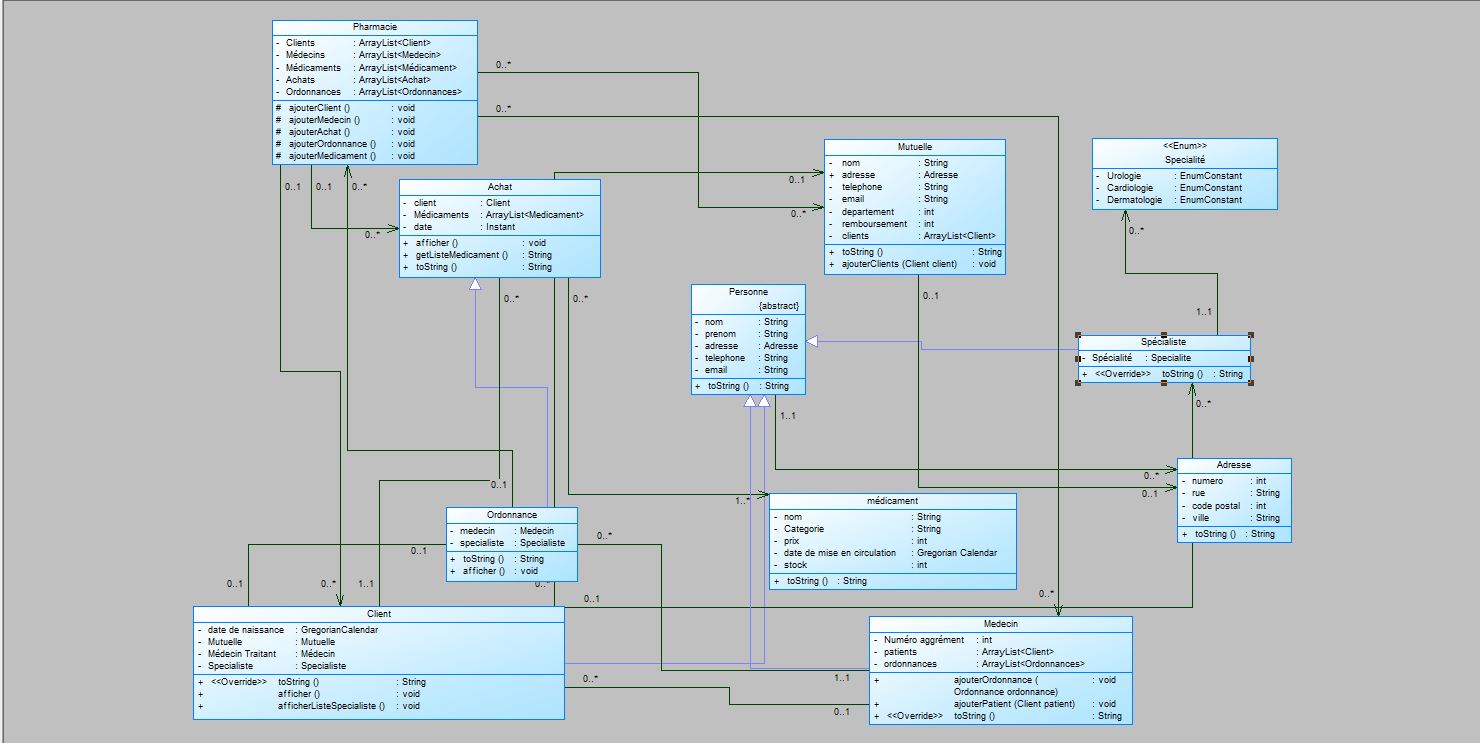 Pharmacie
- Clients : ArrayList<Client>
- Médecins : ArrayList<Medecin>
- Médicaments : ArrayList<Médicament>
- Achats : ArrayList<Achat>
- Ordonnances : ArrayList<Ordonnances>
# ajouterClient () : void
# ajouterMedecin () : void
# ajouterAchat () : void
# ajouterOrdonnance () : void
# ajouterMedicament () : void
0..*
0..*
0..1
0..1
0..*
Achat
- client : Client
- Médicaments : ArrayList<Medicament>
- date : Instant
+ afficher () : void
+ getListeMedicament () : String
+ toString () : String
0..*
0..*
0..*
Mutuelle
- nom : String
+ adresse : Adresse
- telephone : String
- email : String
- departement : int
- remboursement : int
- clients : ArrayList<Client>
+ toString () : String
+ ajouterClients (Client client) : void
0..1
0..*
0..1
<<Enum>>
Specialité
- Urologie : EnumConstant
- Cardiologie : EnumConstant
- Dermatologie : EnumConstant
0..*
1..1
Personne
{abstract}
- nom : String
- prenom : String
- adresse : Adresse
- telephone : String
- email : String
+ toString () : String
1..1
Spécialiste
- Spécialité : Specialite
+ <<Override>> toString () : String
0..*
Adresse
- numero : int
- rue : String
- code postal : int
- ville : String
+ toString () : String
0..*
0..1
0..1
1..*
médicament
- nom : String
- Categorie : String
- prix : int
- date de mise en circulation : Gregorian Calendar
- stock : int
+ toString () : String
Ordonnance
- medecin : Medecin
- specialiste : Specialiste
+ toString () : String
+ afficher () : void
0..1
0..*
0..*
0..1
0..1
0..*
1..1
Client
- date de naissance : GregorianCalendar
- Mutuelle : Mutuelle
- Médecin Traitant : Médecin
- Specialiste : Specialiste
+ <<Override>> toString () : String
+ afficher () : void
+ afficherListeSpecialiste () : void
0..*
0..*
1..1
0..1
Medecin
- Numéro aggrément : int
- patients : ArrayList<Client>
- ordonnances : ArrayList<Ordonnances>
+ ajouterOrdonnance ( : void
Ordonnance ordonnance)
+ ajouterPatient (Client patient) : void
+ <<Override>> toString () : String